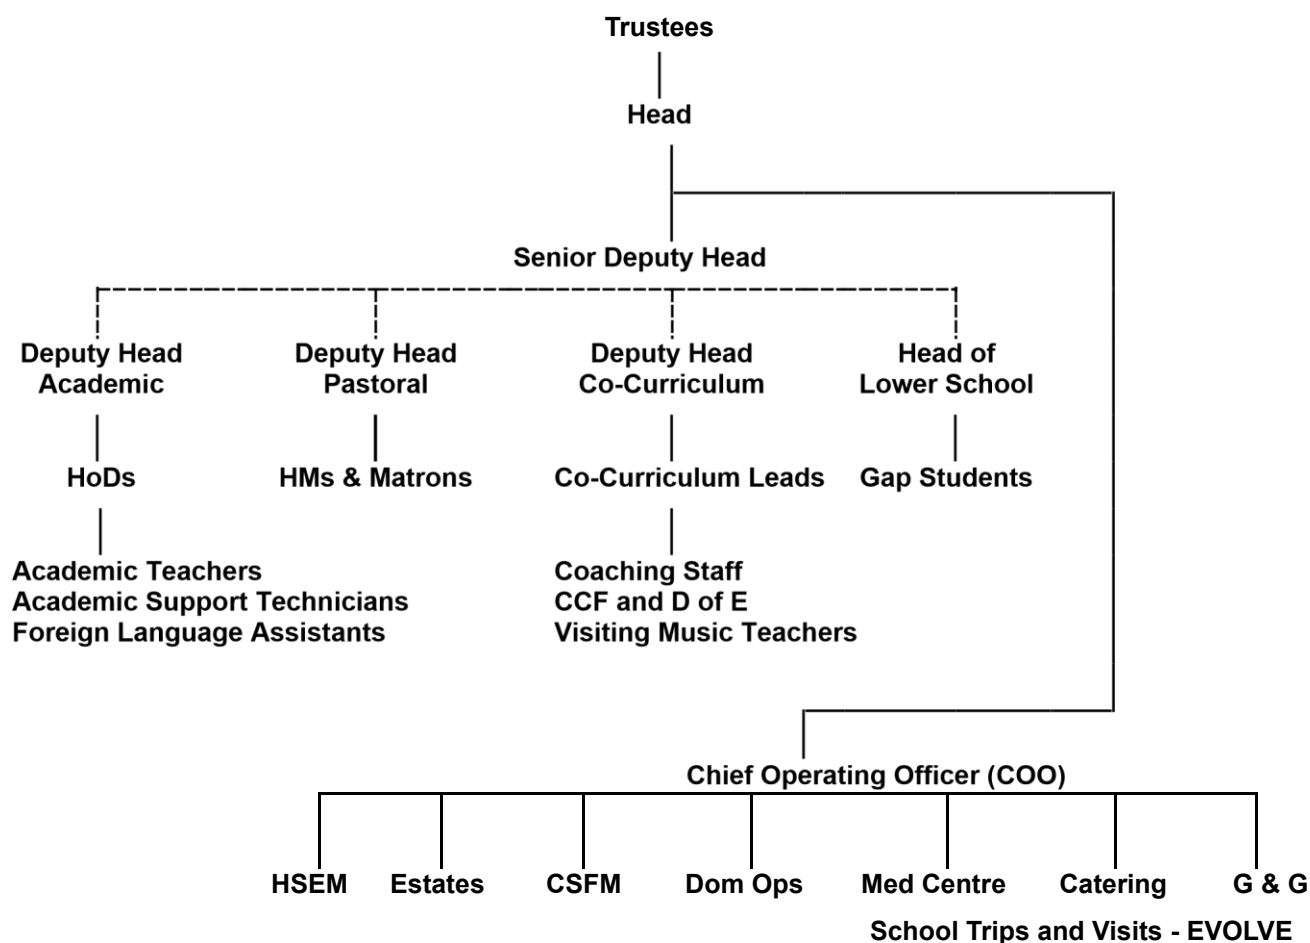 Trustees
Head
Senior Deputy Head
Deputy Head
Academic
Deputy Head
Pastoral
Deputy Head
Co-Curriculum
Head of
Lower School
HoDs
HMs & Matrons
Co-Curriculum Leads
Gap Students
Academic Teachers
Academic Support Technicians
Foreign Language Assistants
Coaching Staff
CCF and D of E
Visiting Music Teachers
Chief Operating Officer (COO)
HSEM
Estates
CSFM
Dom Ops
Med Centre
Catering
G & G
School Trips and Visits - EVOLVE